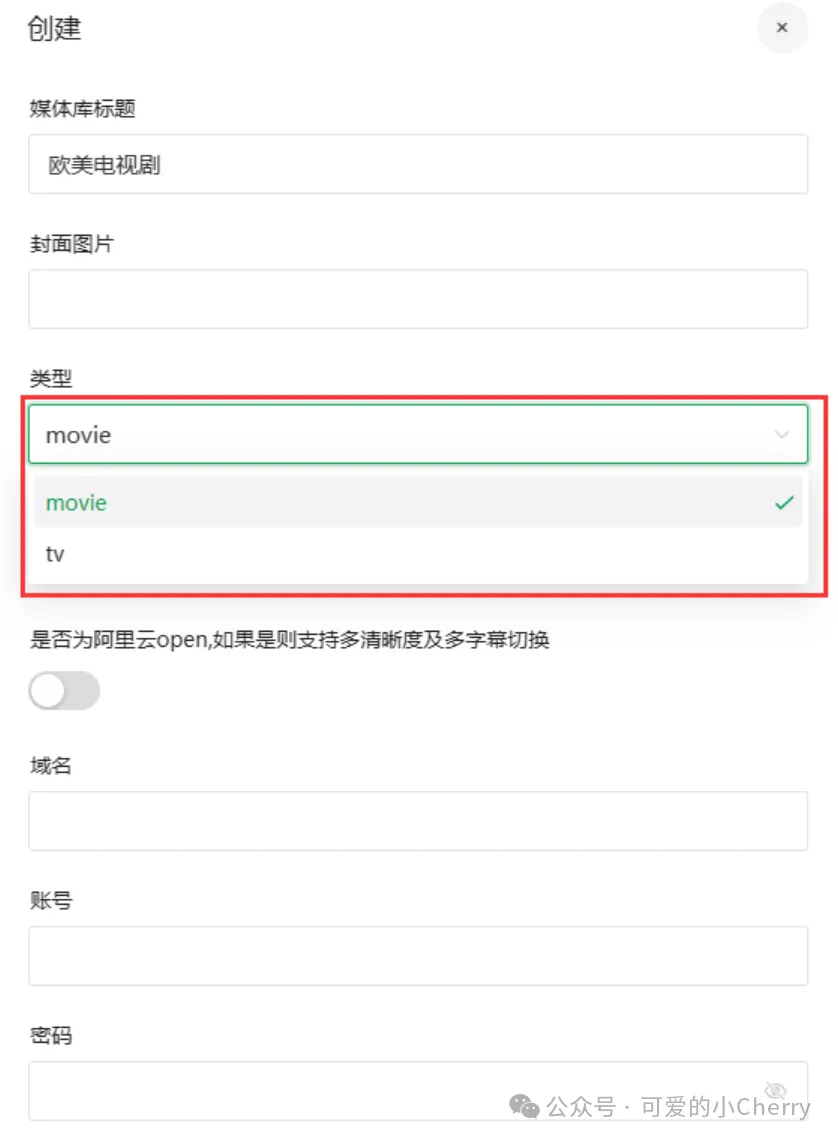 创建
媒体库标题
欧美电视剧
封面图片
类型
movie
movie
tv
是否为阿里云open,如果是则支持多清晰度及多字幕切换
域名
账号
密码
公众号 · 可爱的小Cherry